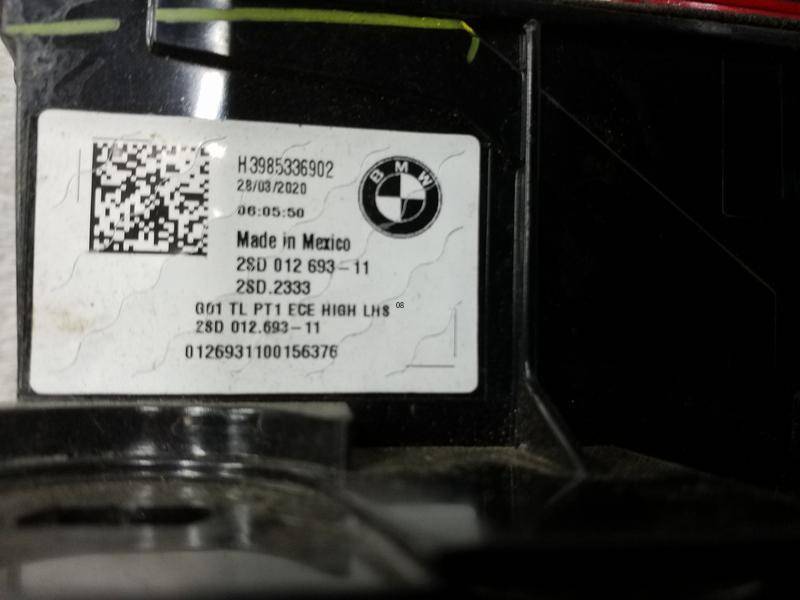 H3985336902
28/03/2020
06:05:50
BMW
Made in Mexico
2SD 012 693-11
2SD.2333
G01 TL PT1 ECE HIGH LHS 08
2SD 012.693-11
0126931100156376